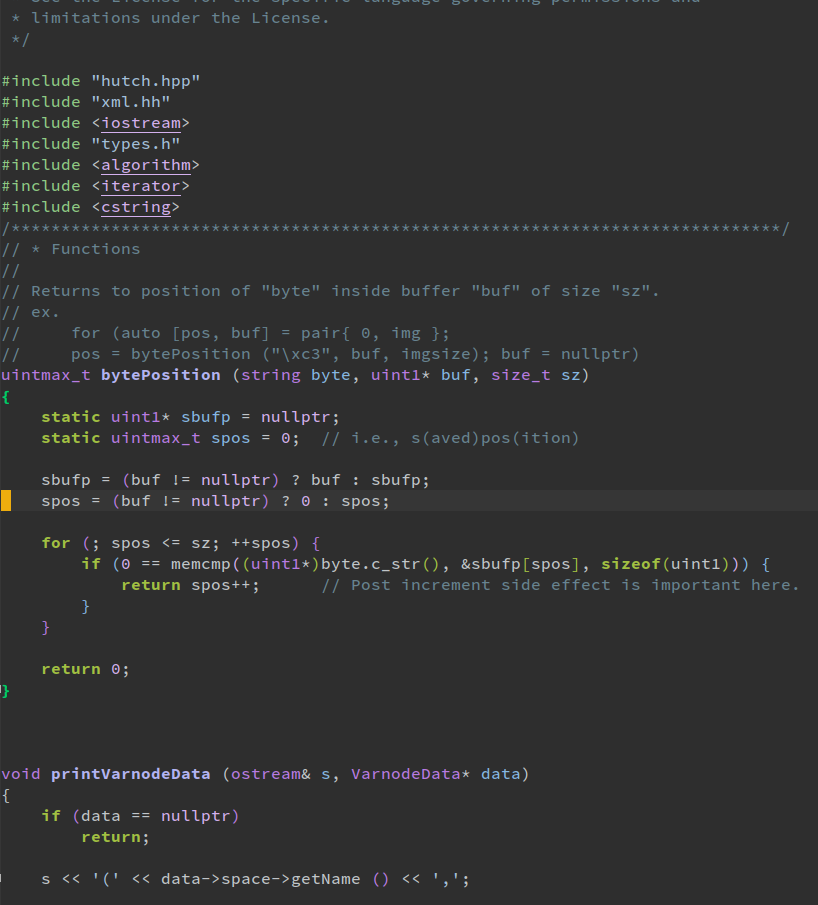 * limitations under the License.
 */
#include "hutch.hpp"
#include "xml.hh"
#include <iostream>
#include "types.h"
#include <algorithm>
#include <iterator>
#include <cstring>
/*****************************************************************************/
// * Functions
//
// Returns to position of "byte" inside buffer "buf" of size "sz".
// ex.
//     for (auto [pos, buf] = pair{ 0, img };
//     pos = bytePosition ("\xc3", buf, imgsize); buf = nullptr)
uintmax_t bytePosition (string byte, uint1* buf, size_t sz)
{
    static uint1* sbufp = nullptr;
    static uintmax_t spos = 0;  // i.e., s(aved)pos(ition)
    sbufp = (buf != nullptr) ? buf : sbufp;
    spos = (buf != nullptr) ? 0 : spos;
    for (; spos <= sz; ++spos) {
        if (0 == memcmp((uint1*)byte.c_str(), &sbufp[spos], sizeof(uint1))) {
            return spos++;      // Post increment side effect is important here.
        }
    }
    return 0;
}
void printVarnodeData (ostream& s, VarnodeData* data)
{
    if (data == nullptr)
        return;
    s << '(' << data->space->getName () << ',';